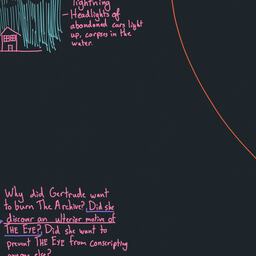 lightning
- Headlights of
abandoned cars light
up, corpses in the
water.
Why did Gertrude want
to burn The Archive? Did she
discover an ulterior motive of
THE EYE? Did she want to
prevent THE EYE from conscripting
anyone else?